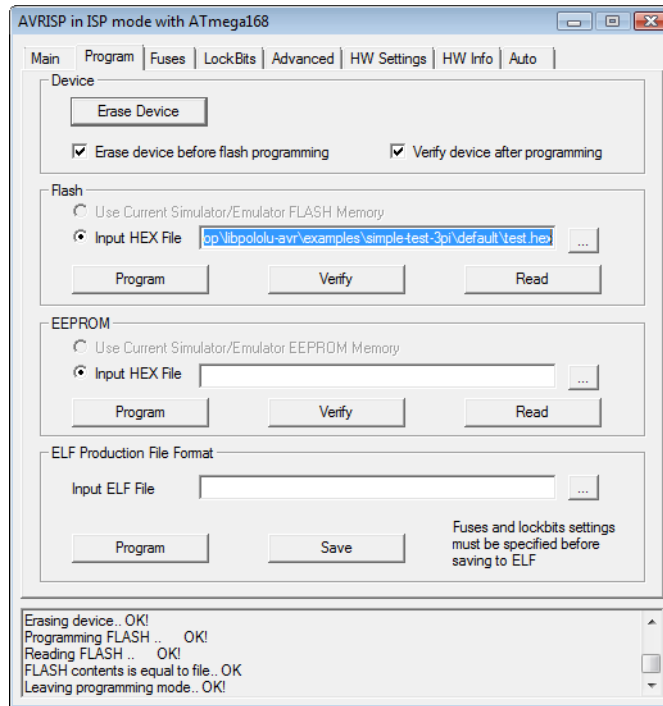 AVRISP in ISP mode with ATmega168
Main Program Fuses LockBits Advanced HW Settings HW Info Auto
Device
Erase Device
Erase device before flash programming Verify device after programming
Flash
Use Current Simulator/Emulator FLASH Memory
Input HEX File op\libpololu-avr\examples\simple-test-3pi\default\test.hex ...
Program Verify Read
EEPROM
Use Current Simulator/Emulator EEPROM Memory
Input HEX File ...
Program Verify Read
ELF Production File Format
Input ELF File ...
Program Save Fuses and lockbits settings
must be specified before
saving to ELF
Erasing device.. OK!
Programming FLASH .. OK!
Reading FLASH .. OK!
FLASH contents is equal to file.. OK
Leaving programming mode.. OK!